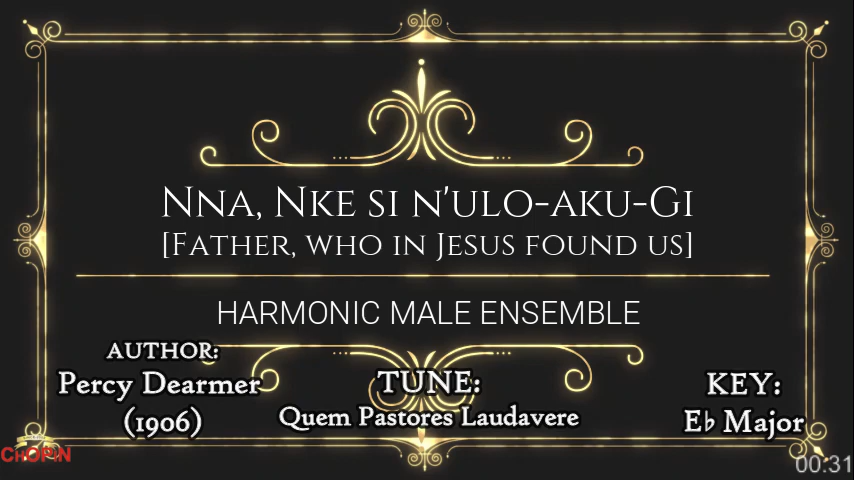 Nna, Nke si n'ulo-aku-Gi
[Father, who in Jesus found us]
HARMONIC MALE ENSEMBLE
AUTHOR:
Percy Dearmer
(1906)
TUNE:
Quem Pastores Laudavere
KEY:
E♭ Major
CHOPIN
00:31